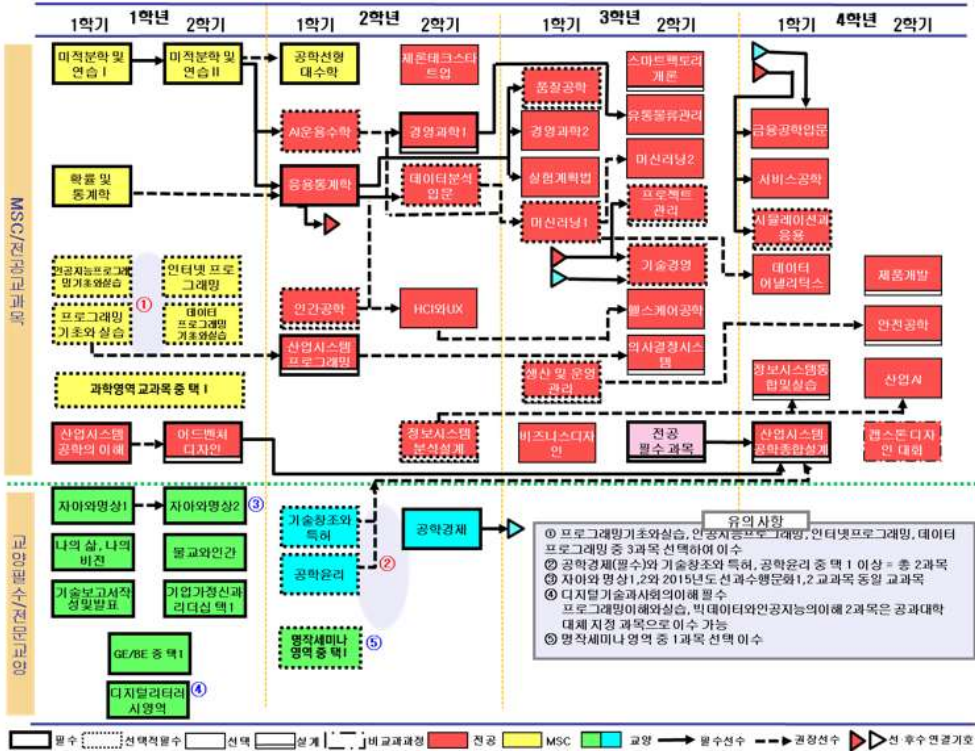 1학년 2학년 3학년 4학년
1학기 2학기 1학기 2학기 1학기 2학기 1학기 2학기
MSC/전공교과목
미적분학 및
연습 I
미적분학 및
연습 II
공학선형
대수학
제론테크스타
트업
품질공학
스마트팩토리
개론
AI운용수학
경영과학1
경영과학2
유통물류관리
금융공학입문
확률 및
통계학
응용통계학
데이터분석
입문
실험계획법
머신러닝2
서비스공학
머신러닝1
프로젝트
관리
시뮬레이션과
응용
인공지능프로그래
밍기초와실습
인터넷 프로
그래밍
①
기술경영
데이터
어낼리틱스
제품개발
프로그래밍
기초와 실습
데이터
프로그래밍
기초와실습
인간공학
HCI와UX
헬스케어공학
안전공학
산업시스템
프로그래밍
의사결정시스
템
과학영역 교과목 중 택 1
생산 및 운영
관리
정보시스템통
합및실습
산업AI
산업시스템
공학의 이해
어드벤처
디자인
정보시스템
분석설계
비즈니스디자
인
전공
필수과목
산업시스템
공학종합설계
캡스톤디자
인 대회
교양필수/전문교양
자아와명상1
자아와명상2
③
기술창조와
특허
공학경제
나의 삶, 나의
비전
불교와인간
공학윤리
②
기술보고서작
성및발표
기업가정신과
리더십 택1
명작세미나
영역 중 택1
⑤
GE/BE 중 택1
디지털리터러
시영역
④
유의사항
① 프로그래밍기초와실습, 인공지능프로그래밍, 인터넷프로그래밍, 데이터
프로그래밍 중 3과목 선택하여 이수
② 공학경제(필수)와 기술창조와 특허, 공학윤리 중 택 1 이상 = 총 2과목
③ 자아와 명상1,2와 2015년도 선과수행문화1,2 교과목 동일 교과목
④ 디지털기술과사회의이해 필수
프로그래밍이해와실습, 빅데이터와인공지능의이해 2과목은 공과대학
대체 지정 과목으로 이수 가능
⑤ 명작세미나 영역 중 1과목 선택 이수
필수 선택적필수 선택 설계 비교과과정 전공 MSC 교양 필수선수 권장선수 선·후수 연결기호